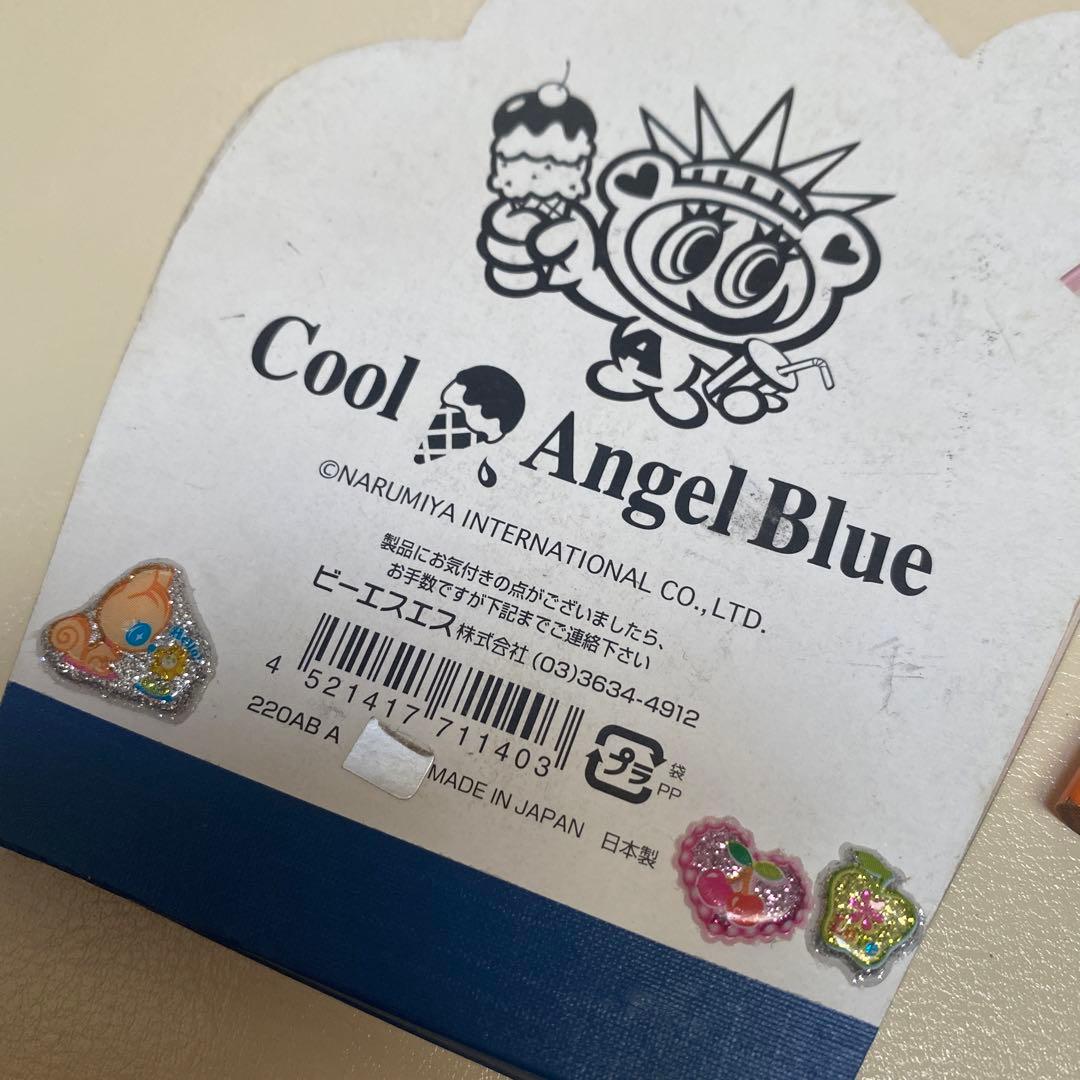 A
Cool Angel Blue
©NARUMIYA INTERNATIONAL CO., LTD.
製品にお気付きの点がございましたら、
お手数ですが下記までご連絡下さい
ビーエスエス株式会社 (03)3634-4912
4 521417 711403
220AB A
プラ
袋
PP
MADE IN JAPAN 日本製